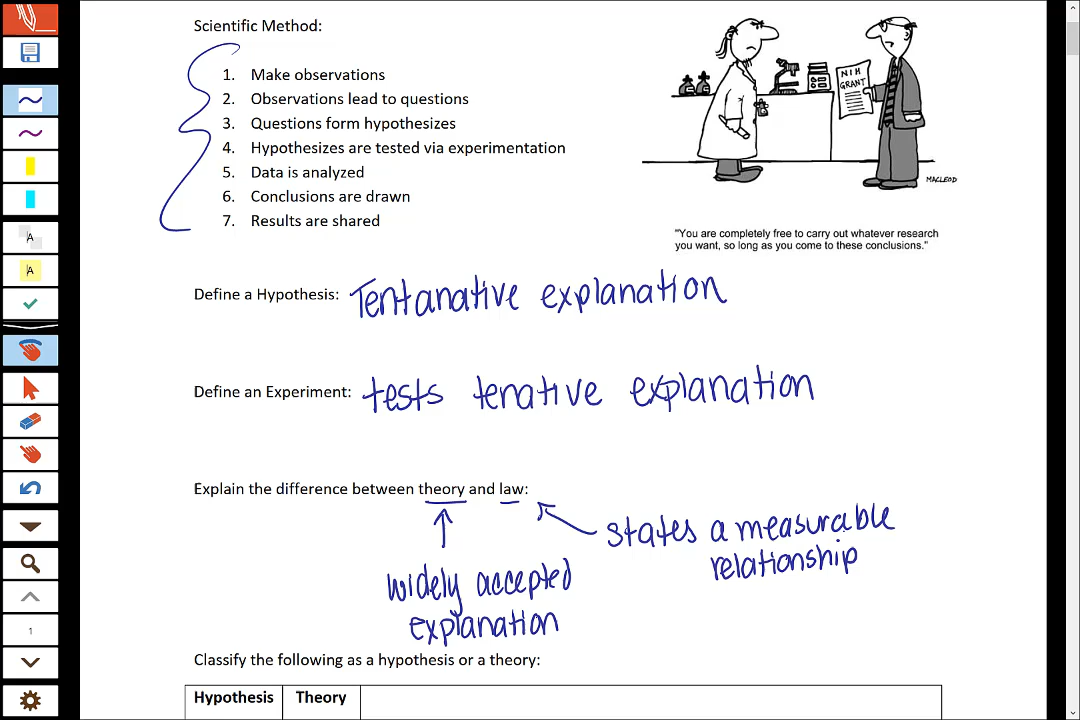 Scientific Method:
1. Make observations
2. Observations lead to questions
3. Questions form hypothesizes
4. Hypothesizes are tested via experimentation
5. Data is analyzed
6. Conclusions are drawn
7. Results are shared
NIH
GRANT
MACLEOD
"You are completely free to carry out whatever research
you want, so long as you come to these conclusions."
Define a Hypothesis: Tentanative explanation
Define an Experiment: tests tenative explanation
Explain the difference between theory and law:
states a measurable
relationship
widely accepted
explanation
Classify the following as a hypothesis or a theory:
Hypothesis Theory
A
A
1